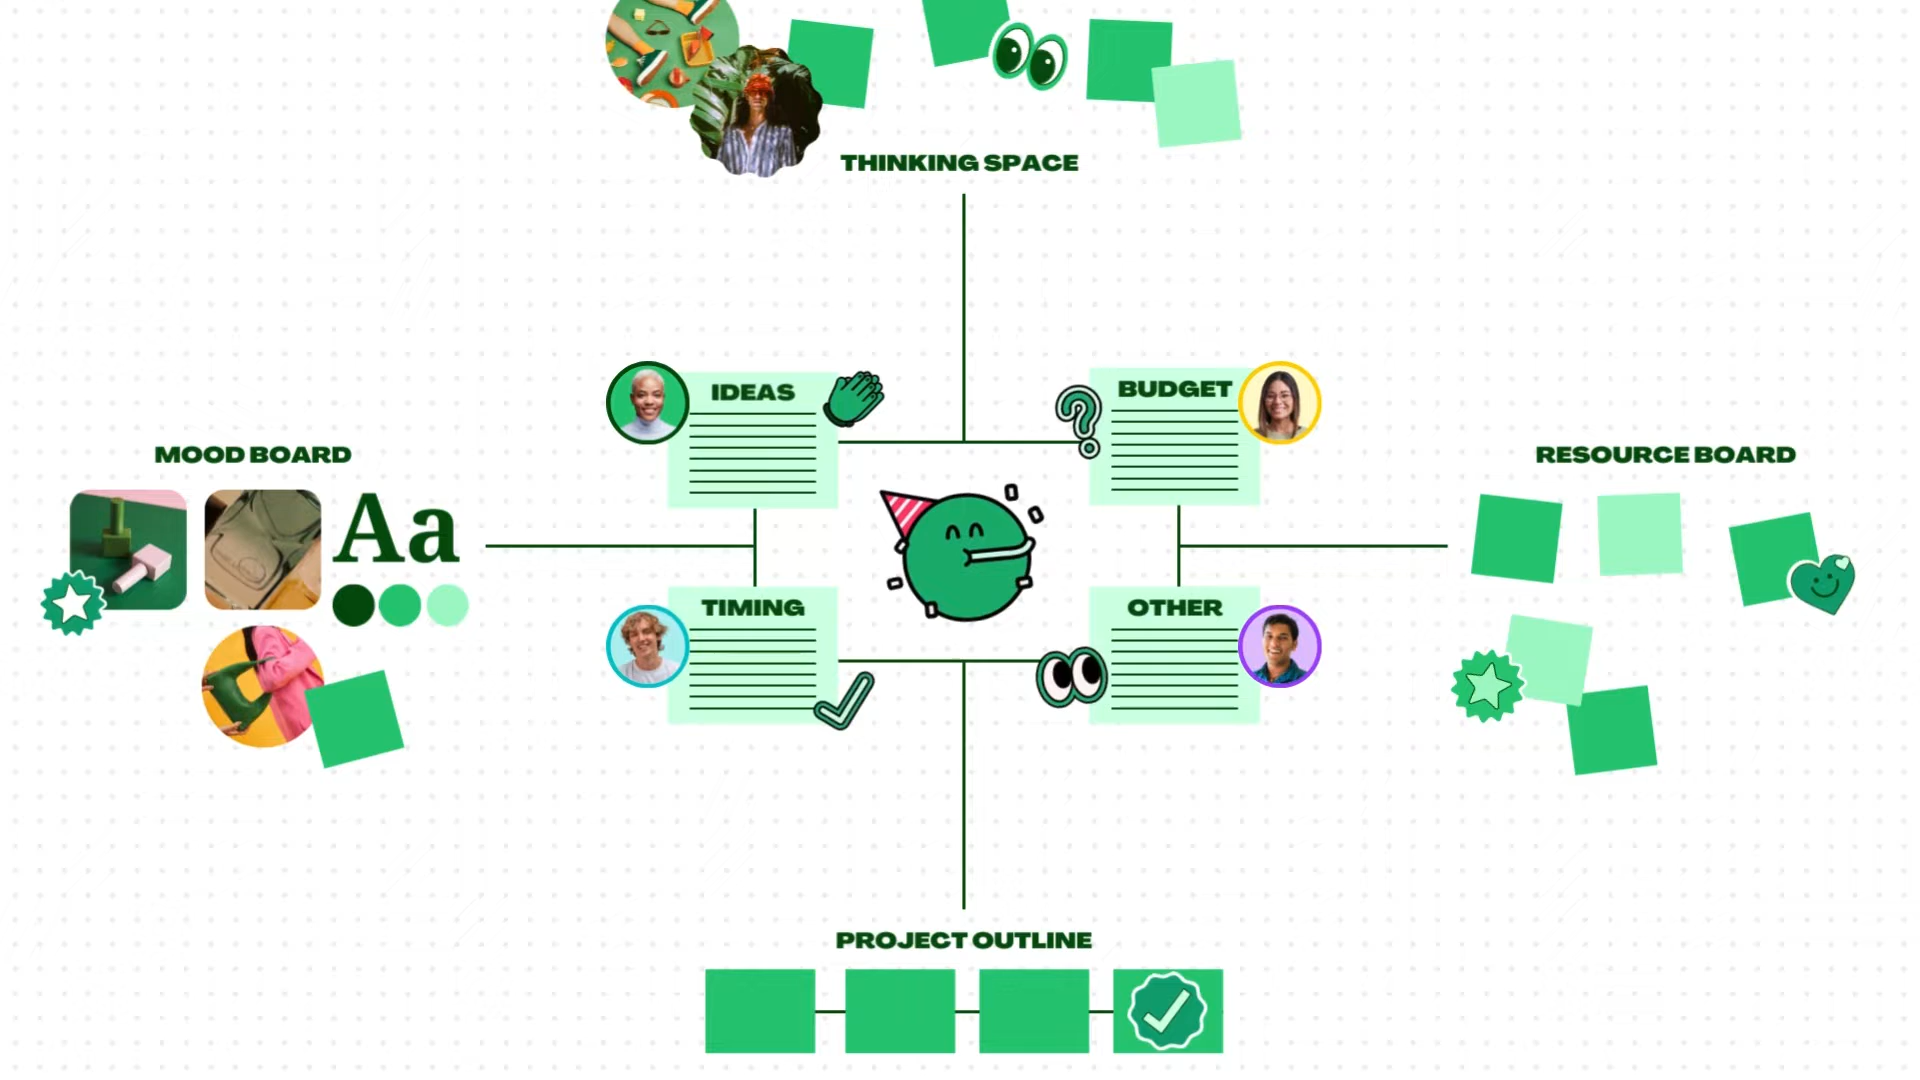 THINKING SPACE
IDEAS
BUDGET
MOOD BOARD
Aa
RESOURCE BOARD
TIMING
OTHER
PROJECT OUTLINE